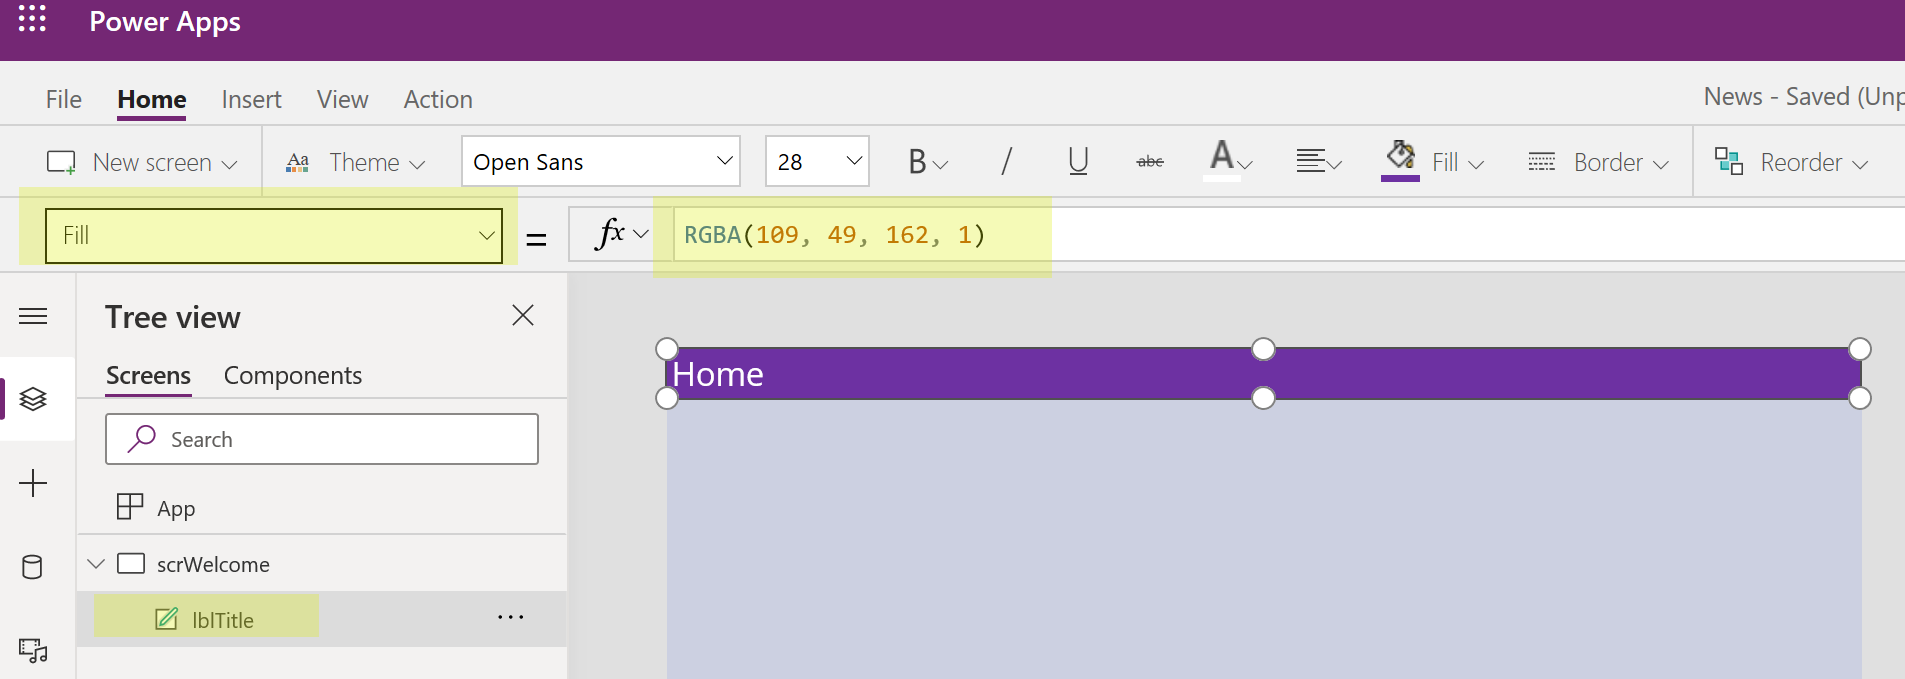 Power Apps
File Home Insert View Action News - Saved (Unp
New screen Aa Theme Open Sans 28 B / U abc A Fill Border Reorder
Fill = fx RGBA(109, 49, 162, 1)
Tree view
Screens Components
Search
App
scrWelcome
lblTitle ...
Home